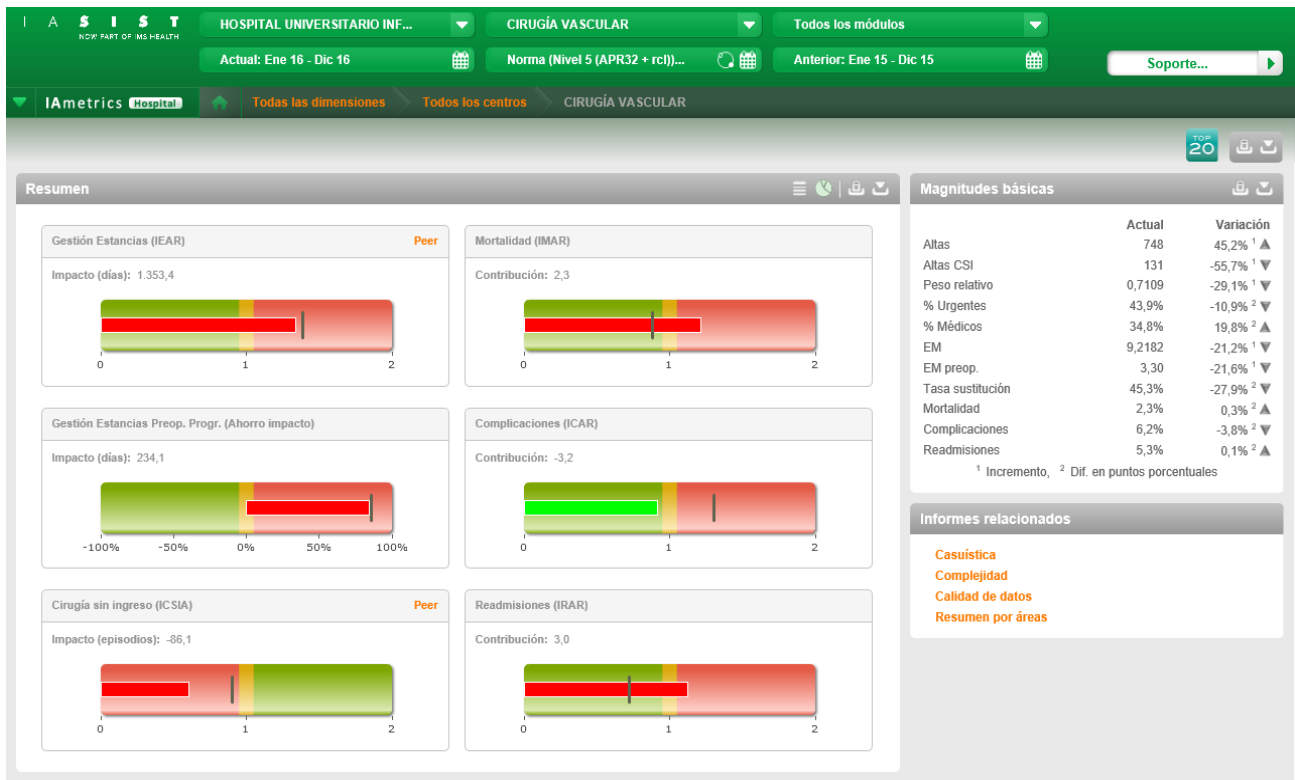 IASIST
NOW PART OF IMS HEALTH
HOSPITAL UNIVERSITARIO INF...
CIRUGÍA VASCULAR
Todos los módulos
Actual: Ene 16 - Dic 16
Norma (Nivel 5 (APR32 + rcl))...
Anterior: Ene 15 - Dic 15
Soporte...
IAmetrics Hospital
Todas las dimensiones
Todos los centros
CIRUGÍA VASCULAR
TOP 20
Resumen
Gestión Estancias (IEAR) Peer
Impacto (días): 1.353,4
0 1 2
Mortalidad (IMAR)
Contribución: 2,3
0 1 2
Gestión Estancias Preop. Progr. (Ahorro impacto)
Impacto (días): 234,1
-100% -50% 0% 50% 100%
Complicaciones (ICAR)
Contribución: -3,2
0 1 2
Cirugía sin ingreso (ICSIA) Peer
Impacto (episodios): -86,1
0 1 2
Readmisiones (IRAR)
Contribución: 3,0
0 1 2
Magnitudes básicas
Actual Variación
Altas 748 45,2% ¹ ▲
Altas CSI 131 -55,7% ¹ ▼
Peso relativo 0,7109 -29,1% ¹ ▼
% Urgentes 43,9% -10,9% ² ▼
% Médicos 34,8% 19,8% ² ▲
EM 9,2182 -21,2% ¹ ▼
EM preop. 3,30 -21,6% ¹ ▼
Tasa sustitución 45,3% -27,9% ² ▼
Mortalidad 2,3% 0,3% ² ▲
Complicaciones 6,2% -3,8% ² ▼
Readmisiones 5,3% 0,1% ² ▲
¹ Incremento, ² Dif. en puntos porcentuales
Informes relacionados
Casuística
Complejidad
Calidad de datos
Resumen por áreas